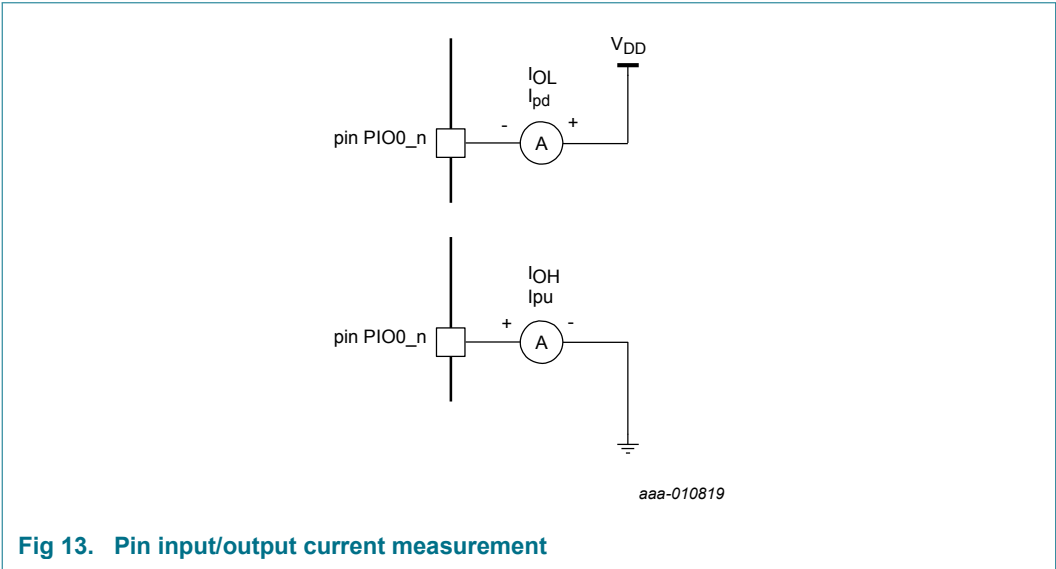 VDD
IOL
Ipd
- +
pin PIO0_n
A
IOH
Ipu
+ -
pin PIO0_n
A
aaa-010819
Fig 13. Pin input/output current measurement